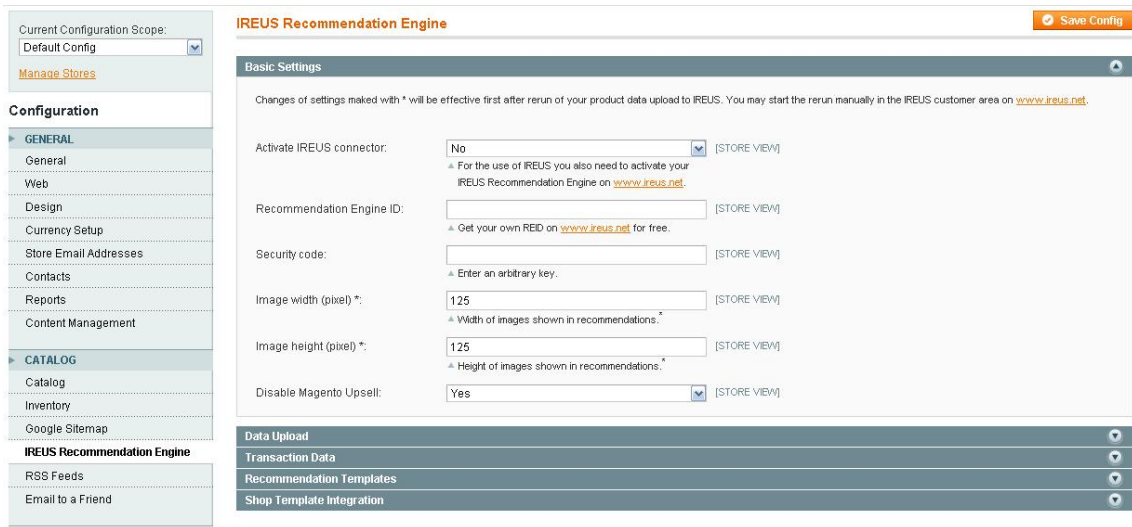 Current Configuration Scope:
Default Config
Manage Stores
Configuration
GENERAL
General
Web
Design
Currency Setup
Store Email Addresses
Contacts
Reports
Content Management
CATALOG
Catalog
Inventory
Google Sitemap
IREUS Recommendation Engine
RSS Feeds
Email to a Friend
IREUS Recommendation Engine
Save Config
Basic Settings
Changes of settings maked with * will be effective first after rerun of your product data upload to IREUS. You may start the rerun manually in the IREUS customer area on www.ireus.net.
Activate IREUS connector: No [STORE VIEW]
For the use of IREUS you also need to activate your
IREUS Recommendation Engine on www.ireus.net.
Recommendation Engine ID: [STORE VIEW]
Get your own REID on www.ireus.net for free.
Security code: [STORE VIEW]
Enter an arbitrary key.
Image width (pixel) *: 125 [STORE VIEW]
Width of images shown in recommendations.*
Image height (pixel) *: 125 [STORE VIEW]
Height of images shown in recommendations.*
Disable Magento Upsell: Yes [STORE VIEW]
Data Upload
Transaction Data
Recommendation Templates
Shop Template Integration